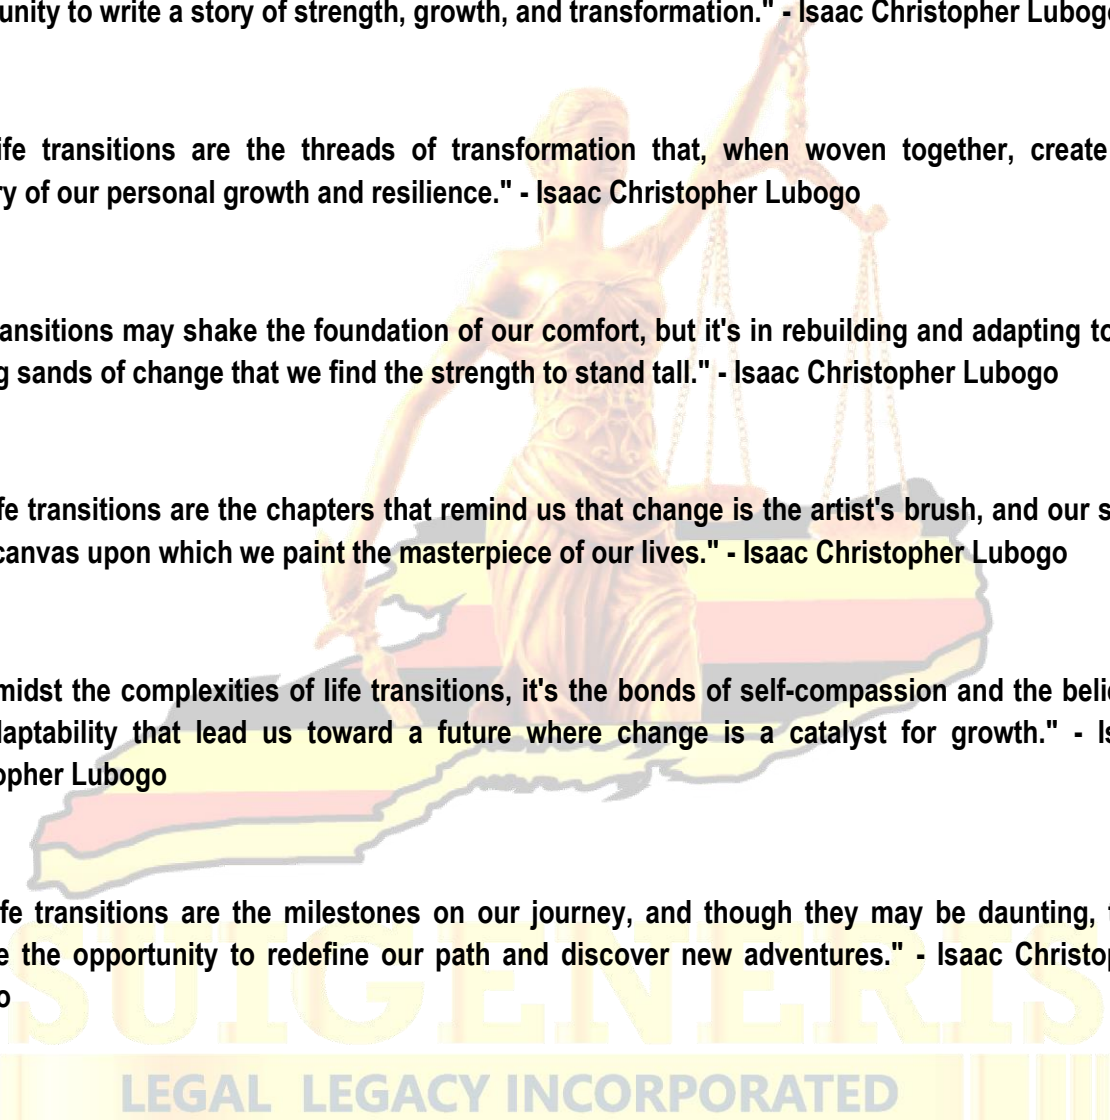 unity to write a story of strength, growth, and transformation." - Isaac Christopher Lubogo
ife transitions are the threads of transformation that, when woven together, create
ry of our personal growth and resilience." - Isaac Christopher Lubogo
ansitions may shake the foundation of our comfort, but it's in rebuilding and adapting to
g sands of change that we find the strength to stand tall." - Isaac Christopher Lubogo
fe transitions are the chapters that remind us that change is the artist's brush, and our s
canvas upon which we paint the masterpiece of our lives." - Isaac Christopher Lubogo
midst the complexities of life transitions, it's the bonds of self-compassion and the belie
daptability that lead us toward a future where change is a catalyst for growth." - Is
opher Lubogo
fe transitions are the milestones on our journey, and though they may be daunting, t
e the opportunity to redefine our path and discover new adventures." - Isaac Christop
o
SUIGENERIS
LEGAL LEGACY INCORPORATED